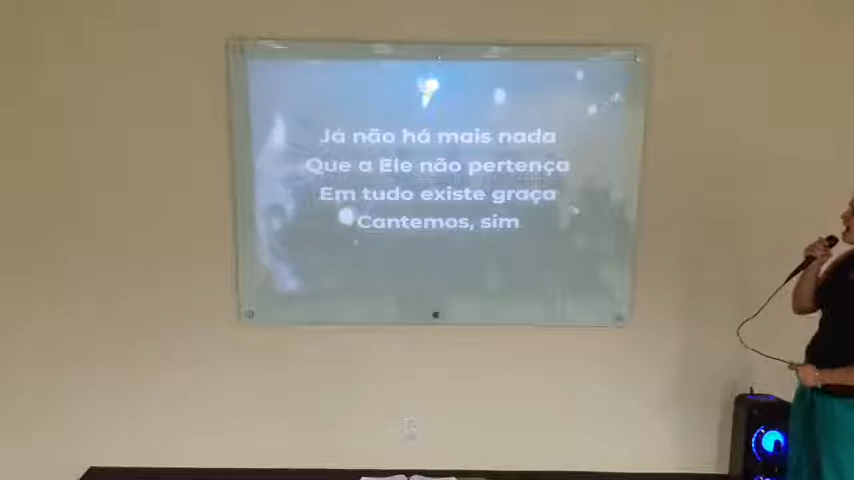 Já não há mais nada
Que a Ele não pertença
Em tudo existe graça
Cantemos, sim